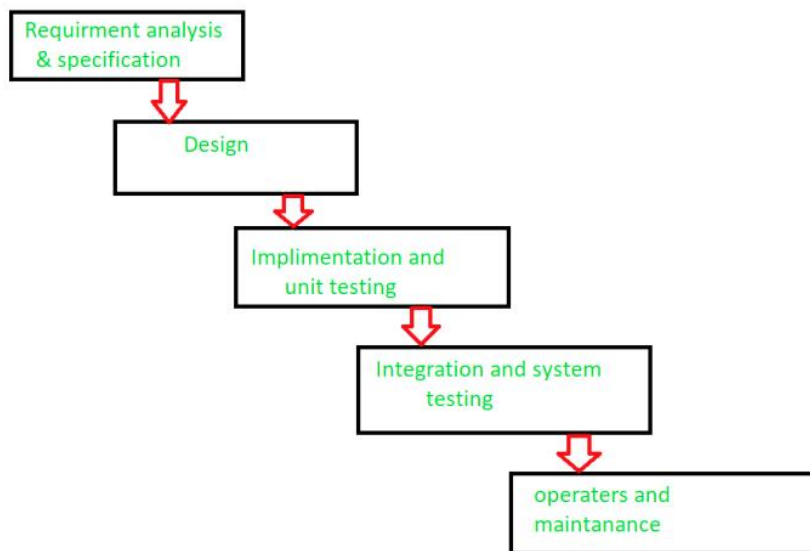 Requirment analysis
& specification
Design
Implimentation and
unit testing
Integration and system
testing
operaters and
maintanance